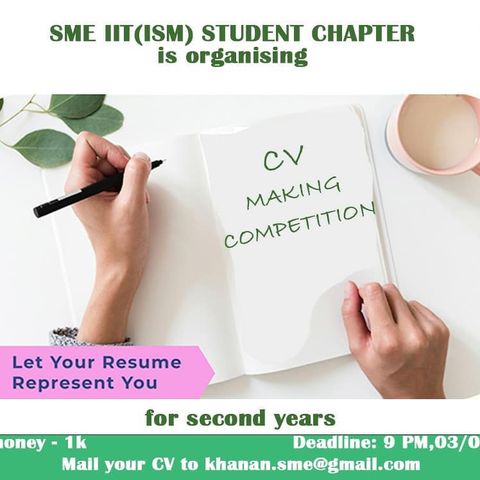 SME IIT(ISM) STUDENT CHAPTER
is organising
CV
MAKING
COMPETITION
Let Your Resume
Represent You
for second years
money - 1k Deadline: 9 PM,03/0
Mail your CV to khanan.sme@gmail.com